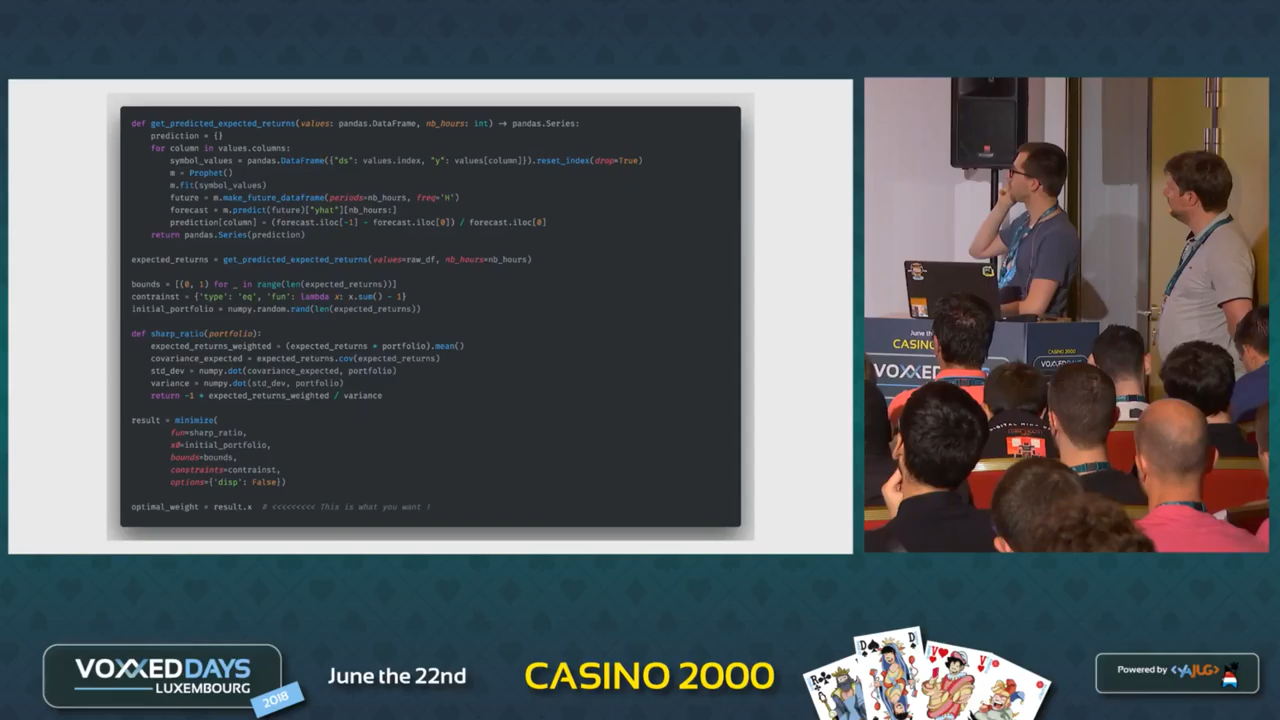 def get_predicted_expected_returns(values: pandas.DataFrame, nb_hours: int) → pandas.Series:
prediction = {}
for column in values.columns:
symbol_values = pandas.DataFrame({"ds": values.index, "y": values[column]}).reset_index(drop=True)
m = Prophet()
m.fit(symbol_values)
future = m.make_future_dataframe(periods=nb_hours, freq='H')
forecast = m.predict(future)["yhat"][nb_hours:]
prediction[column] = (forecast.iloc[-1] - forecast.iloc[0]) / forecast.iloc[0]
return pandas.Series(prediction)
expected_returns = get_predicted_expected_returns(values=raw_df, nb_hours=nb_hours)
bounds = [(0, 1) for _ in range(len(expected_returns))]
contrainst = {'type': 'eq', 'fun': lambda x: x.sum() - 1}
initial_portfolio = numpy.random.rand(len(expected_returns))
def sharp_ratio(portfolio):
expected_returns_weighted = (expected_returns * portfolio).mean()
covariance_expected = expected_returns.cov(expected_returns)
std_dev = numpy.dot(covariance_expected, portfolio)
variance = numpy.dot(std_dev, portfolio)
return -1 * expected_returns_weighted / variance
result = minimize(
fun=sharp_ratio,
x0=initial_portfolio,
bounds=bounds,
constraints=contrainst,
options={'disp': False})
optimal_weight = result.x # <<<<<<<<< This is what you want !
June the
CASINO
VOXXED
CASINO 2000
VOXXED DAYS
LUXEMBOURG
2018
June the 22nd
CASINO 2000
R
D
D
V
V
Powered by <YAJUG>